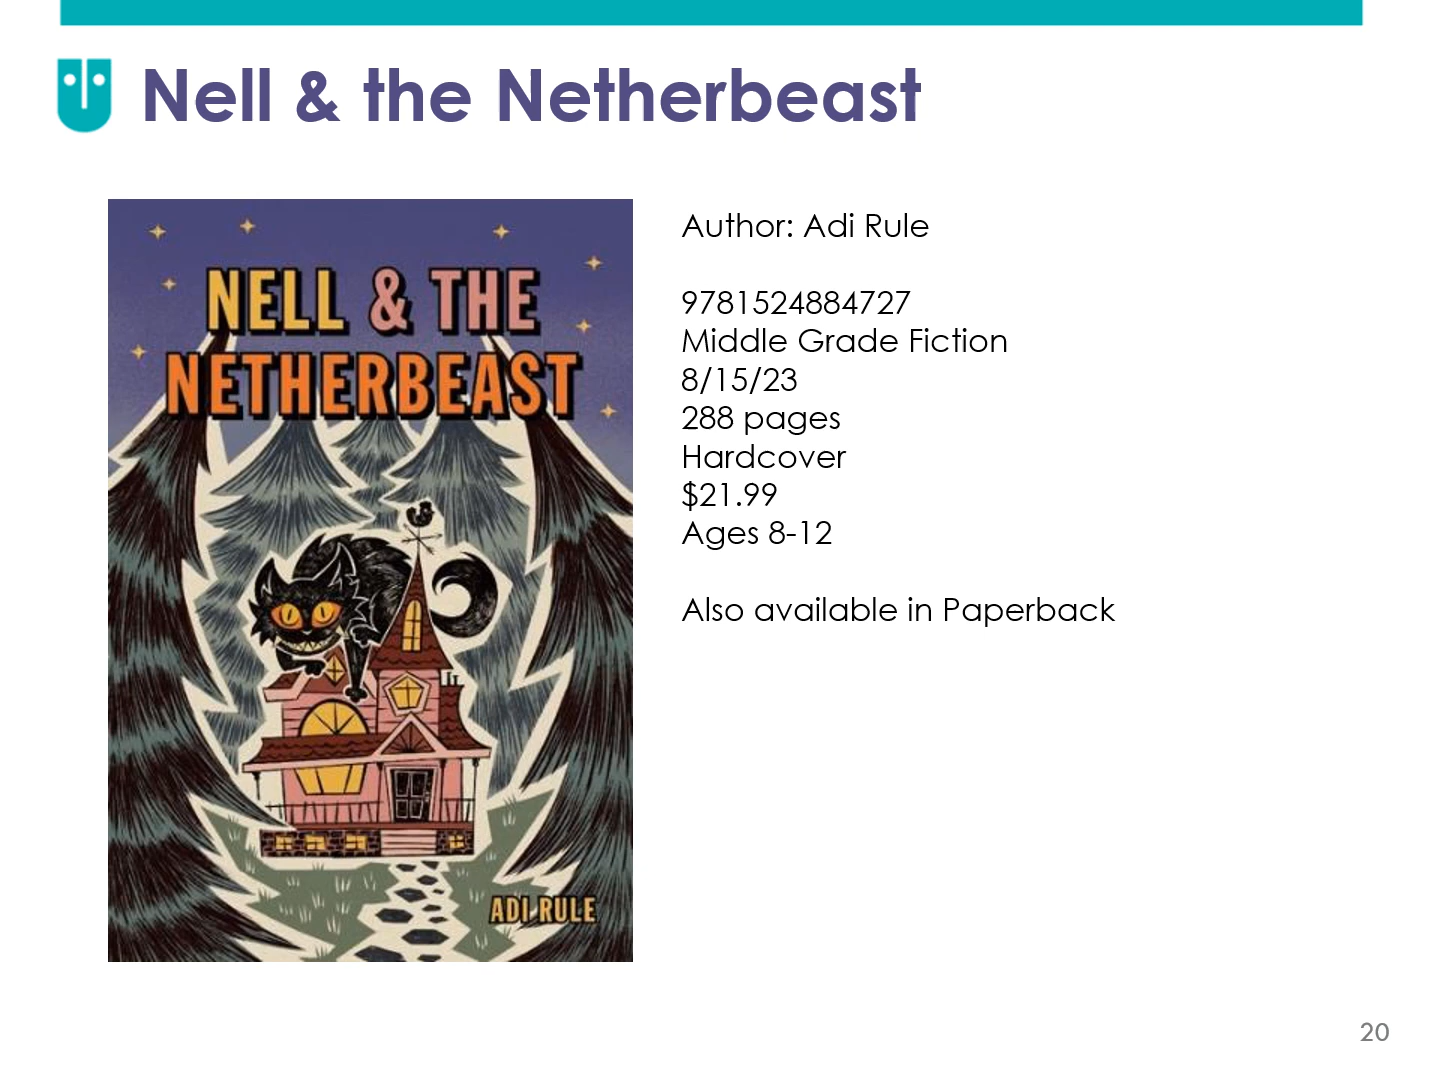 Nell & the Netherbeast
NELL & THE
NETHERBEAST
ADI RULE
Author: Adi Rule
9781524884727
Middle Grade Fiction
8/15/23
288 pages
Hardcover
$21.99
Ages 8-12
Also available in Paperback
20